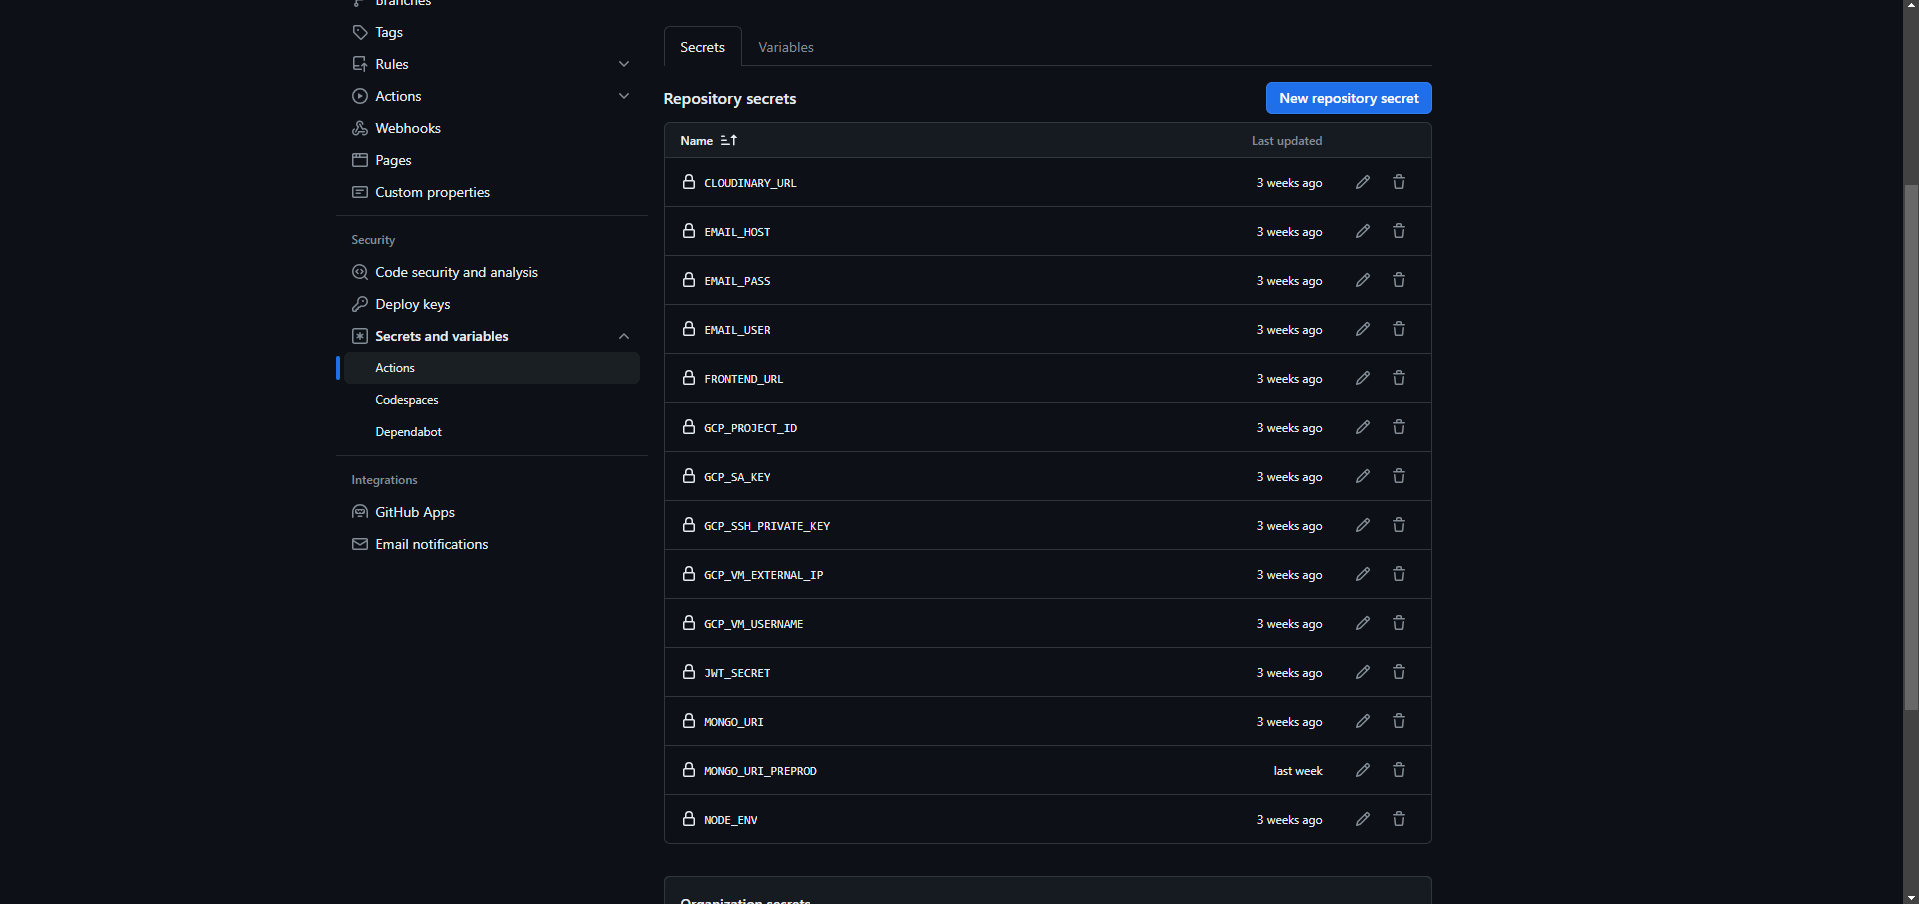 Branches
Tags
Rules
Actions
Webhooks
Pages
Custom properties
Security
Code security and analysis
Deploy keys
Secrets and variables
Actions
Codespaces
Dependabot
Integrations
GitHub Apps
Email notifications
Secrets Variables
Repository secrets New repository secret
Name Last updated
CLOUDINARY_URL 3 weeks ago
EMAIL_HOST 3 weeks ago
EMAIL_PASS 3 weeks ago
EMAIL_USER 3 weeks ago
FRONTEND_URL 3 weeks ago
GCP_PROJECT_ID 3 weeks ago
GCP_SA_KEY 3 weeks ago
GCP_SSH_PRIVATE_KEY 3 weeks ago
GCP_VM_EXTERNAL_IP 3 weeks ago
GCP_VM_USERNAME 3 weeks ago
JWT_SECRET 3 weeks ago
MONGO_URI 3 weeks ago
MONGO_URI_PREPROD last week
NODE_ENV 3 weeks ago
Organization secrets